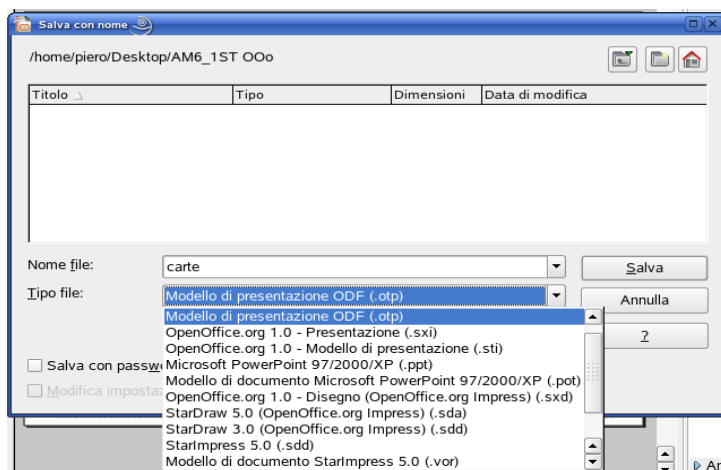 Salva con nome
/home/piero/Desktop/AM6_1ST OOo
Titolo Tipo Dimensioni Data di modifica
Nome file: carte Salva
Tipo file: Modello di presentazione ODF (.otp) Annulla
Modello di presentazione ODF (.otp)
OpenOffice.org 1.0 - Presentazione (.sxi)
?
OpenOffice.org 1.0 - Modello di presentazione (.sti)
Salva con passw Microsoft PowerPoint 97/2000/XP (.ppt)
Modello di documento Microsoft PowerPoint 97/2000/XP (.pot)
Modifica impostaz OpenOffice.org 1.0 - Disegno (OpenOffice.org Impress) (.sxd)
StarDraw 5.0 (OpenOffice.org Impress) (.sda)
StarDraw 3.0 (OpenOffice.org Impress) (.sdd)
StarImpress 5.0 (.sdd)
Modello di documento StarImpress 5.0 (.vor)